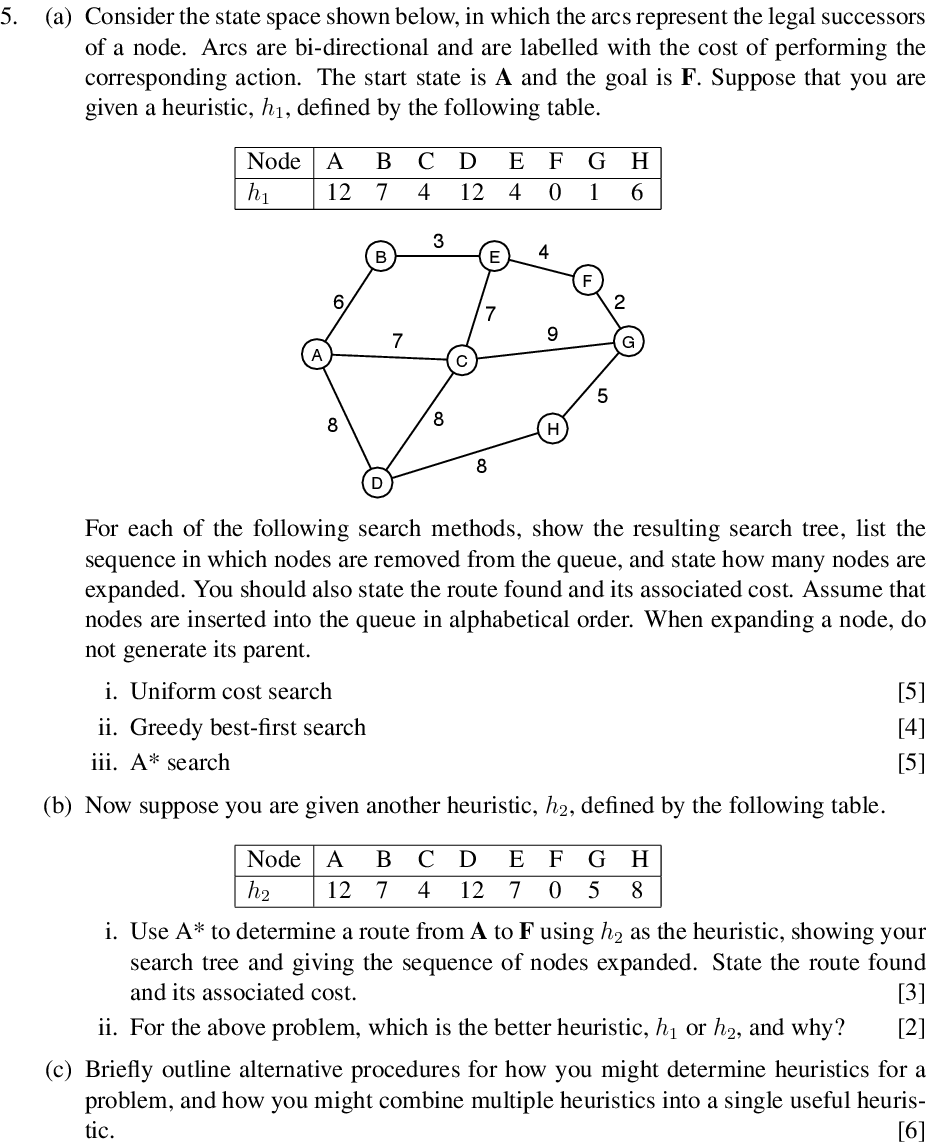 5. (a) Consider the state space shown below, in which the arcs represent the legal successors
of a node. Arcs are bi-directional and are labelled with the cost of performing the
corresponding action. The start state is A and the goal is F. Suppose that you are
given a heuristic, h1, defined by the following table.
Node A B C D E F G H
h1 12 7 4 12 4 0 1 6
B 3 E 4 F
6 7 2
A 7 C 9 G
8 8 5
H
D 8
For each of the following search methods, show the resulting search tree, list the
sequence in which nodes are removed from the queue, and state how many nodes are
expanded. You should also state the route found and its associated cost. Assume that
nodes are inserted into the queue in alphabetical order. When expanding a node, do
not generate its parent.
i. Uniform cost search [5]
ii. Greedy best-first search [4]
iii. A* search [5]
(b) Now suppose you are given another heuristic, h2, defined by the following table.
Node A B C D E F G H
h2 12 7 4 12 7 0 5 8
i. Use A* to determine a route from A to F using h2 as the heuristic, showing your
search tree and giving the sequence of nodes expanded. State the route found
and its associated cost. [3]
ii. For the above problem, which is the better heuristic, h1 or h2, and why? [2]
(c) Briefly outline alternative procedures for how you might determine heuristics for a
problem, and how you might combine multiple heuristics into a single useful heuris-
tic. [6]